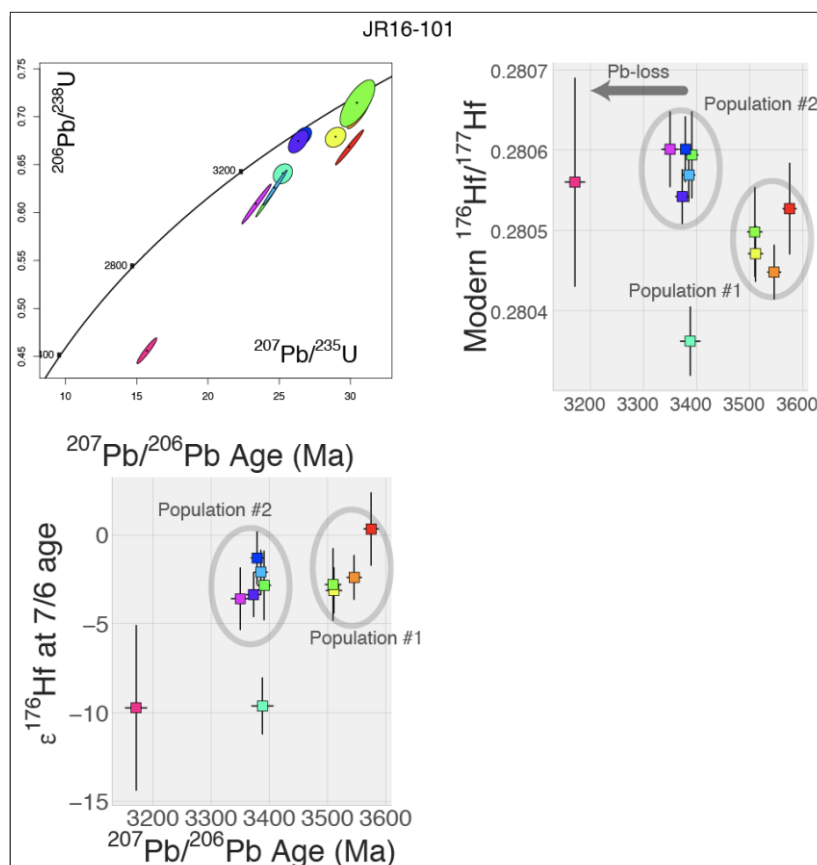 JR16-101
0.75
0.70
0.65
0.60
0.55
0.50
0.45
206Pb/238U
3200
2800
400
207Pb/235U
10
15
20
25
30
207Pb/206Pb Age (Ma)
Modern 176Hf/177Hf
0.2807
0.2806
0.2805
0.2804
Pb-loss
Population #2
Population #1
3200
3300
3400
3500
3600
ε176Hf at 7/6 age
0
−5
−10
−15
Population #2
Population #1
3200
3300
3400
3500
3600
207Pb/206Pb Age (Ma)